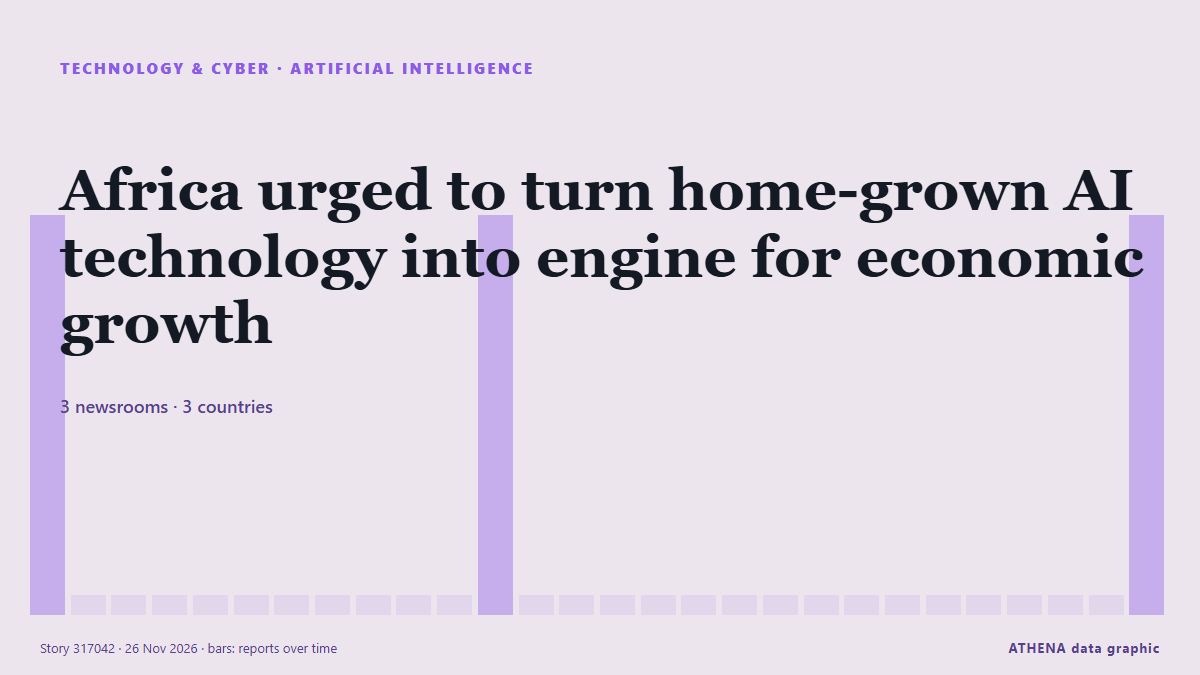 TECHNOLOGY & CYBER · ARTIFICIAL INTELLIGENCE
Africa urged to turn home-grown AI
technology into engine for economic
growth
3 newsrooms · 3 countries
Story 317042 · 26 Nov 2026 · bars: reports over time
ATHENA data graphic